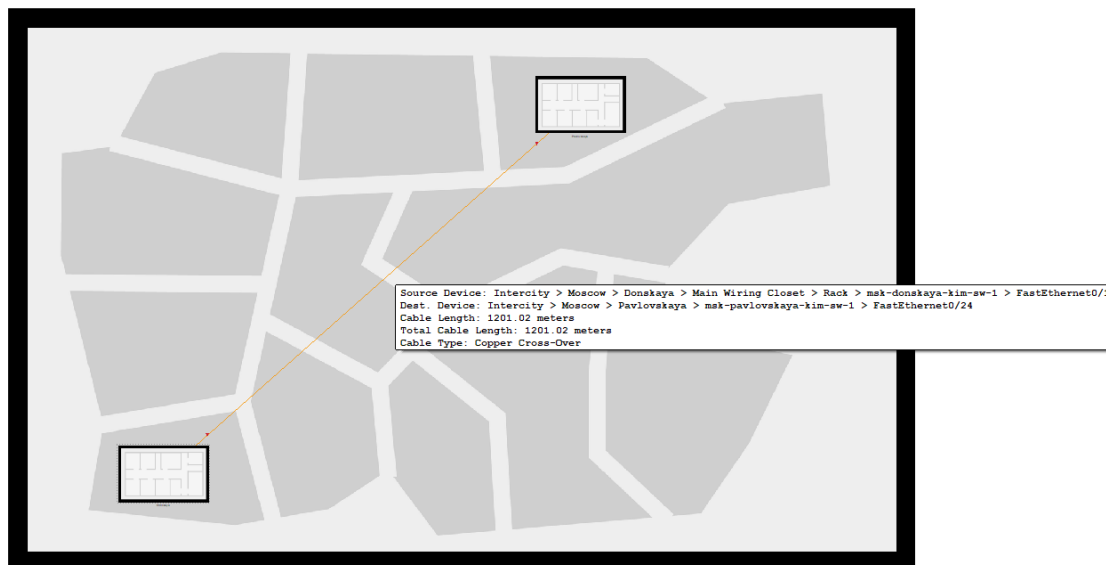 Source Device: Intercity > Moscow > Donskaya > Main Wiring Closet > Rack > msk-donskaya-kim-sw-1 > FastEthernet0/
Dest. Device: Intercity > Moscow > Pavlovskaya > msk-pavlovskaya-kim-sw-1 > FastEthernet0/24
Cable Length: 1201.02 meters
Total Cable Length: 1201.02 meters
Cable Type: Copper Cross-Over